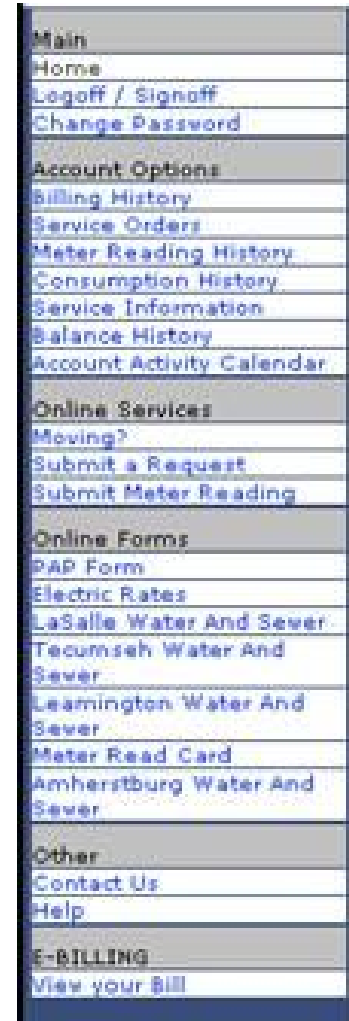 Main
Home
Logoff / Signoff
Change Password
Account Options
Billing History
Service Orders
Meter Reading History
Consumption History
Service Information
Balance History
Account Activity Calendar
Online Services
Moving?
Submit a Request
Submit Meter Reading
Online Forms
PAP Form
Electric Rates
LaSalle Water And Sewer
Tecumseh Water And
Sewer
Leamington Water And
Sewer
Meter Read Card
Amherstburg Water And
Sewer
Other
Contact Us
Help
E-BILLING
View your Bill